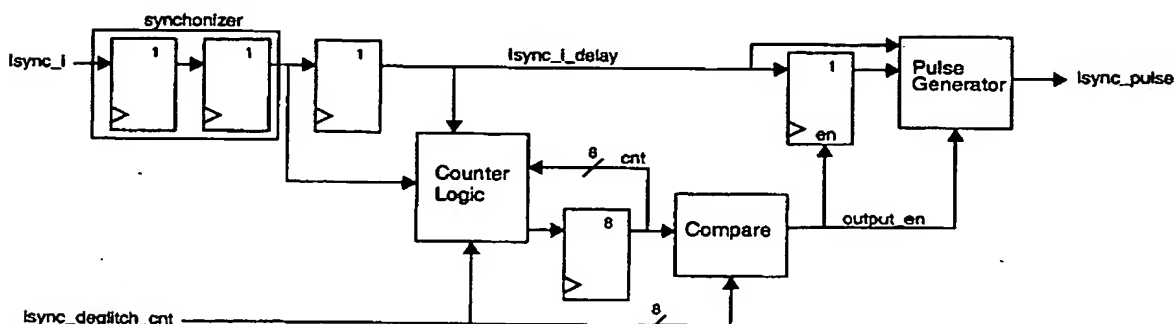 synchonizer
lsync_i
1
1
1
lsync_i_delay
1
en
Pulse
Generator
lsync_pulse
Counter
Logic
8
cnt
8
Compare
output_en
lsync_deglitch_cnt
8